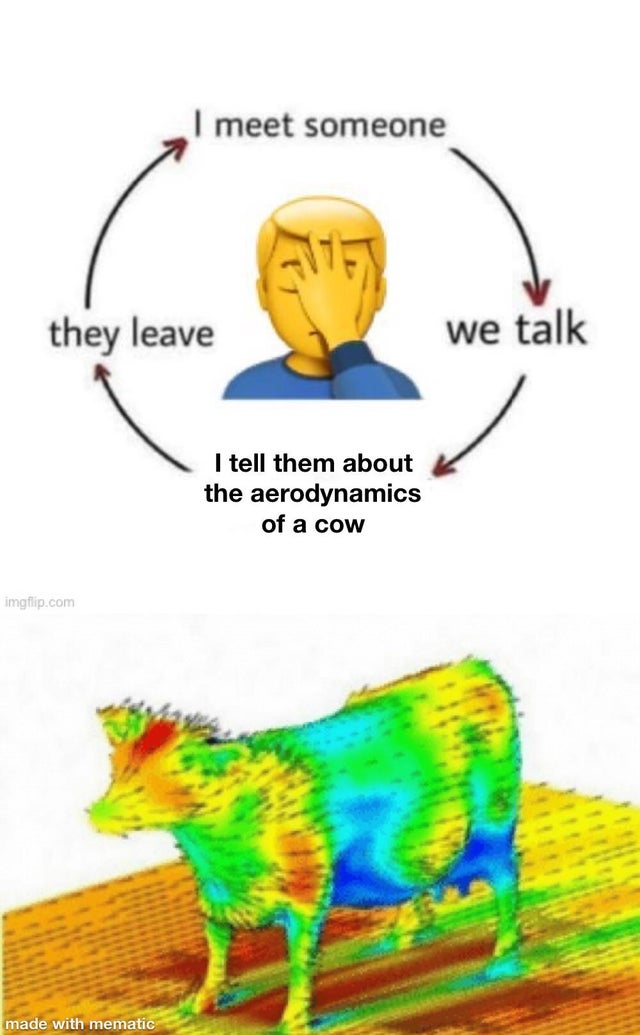 I meet someone
we talk
I tell them about
the aerodynamics
of a cow
they leave
imgflip.com
made with mematic